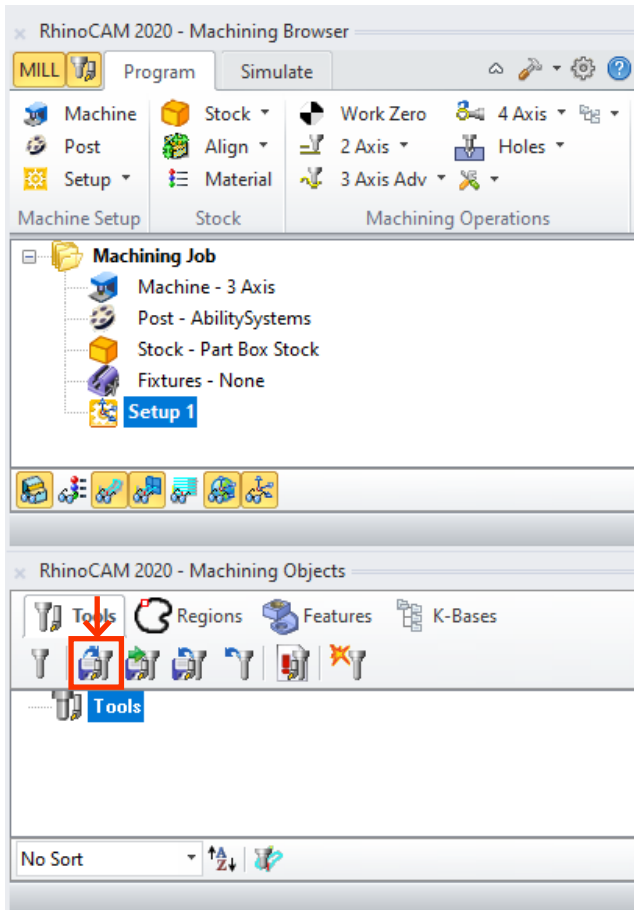 RhinoCAM 2020 - Machining Browser
MILL Program Simulate
Machine Stock Work Zero 4 Axis
Post Align 2 Axis Holes
Setup Material 3 Axis Adv
Machine Setup Stock Machining Operations
Machining Job
Machine - 3 Axis
Post - AbilitySystems
Stock - Part Box Stock
Fixtures - None
Setup 1
RhinoCAM 2020 - Machining Objects
Tools Regions Features K-Bases
Tools
No Sort AZ